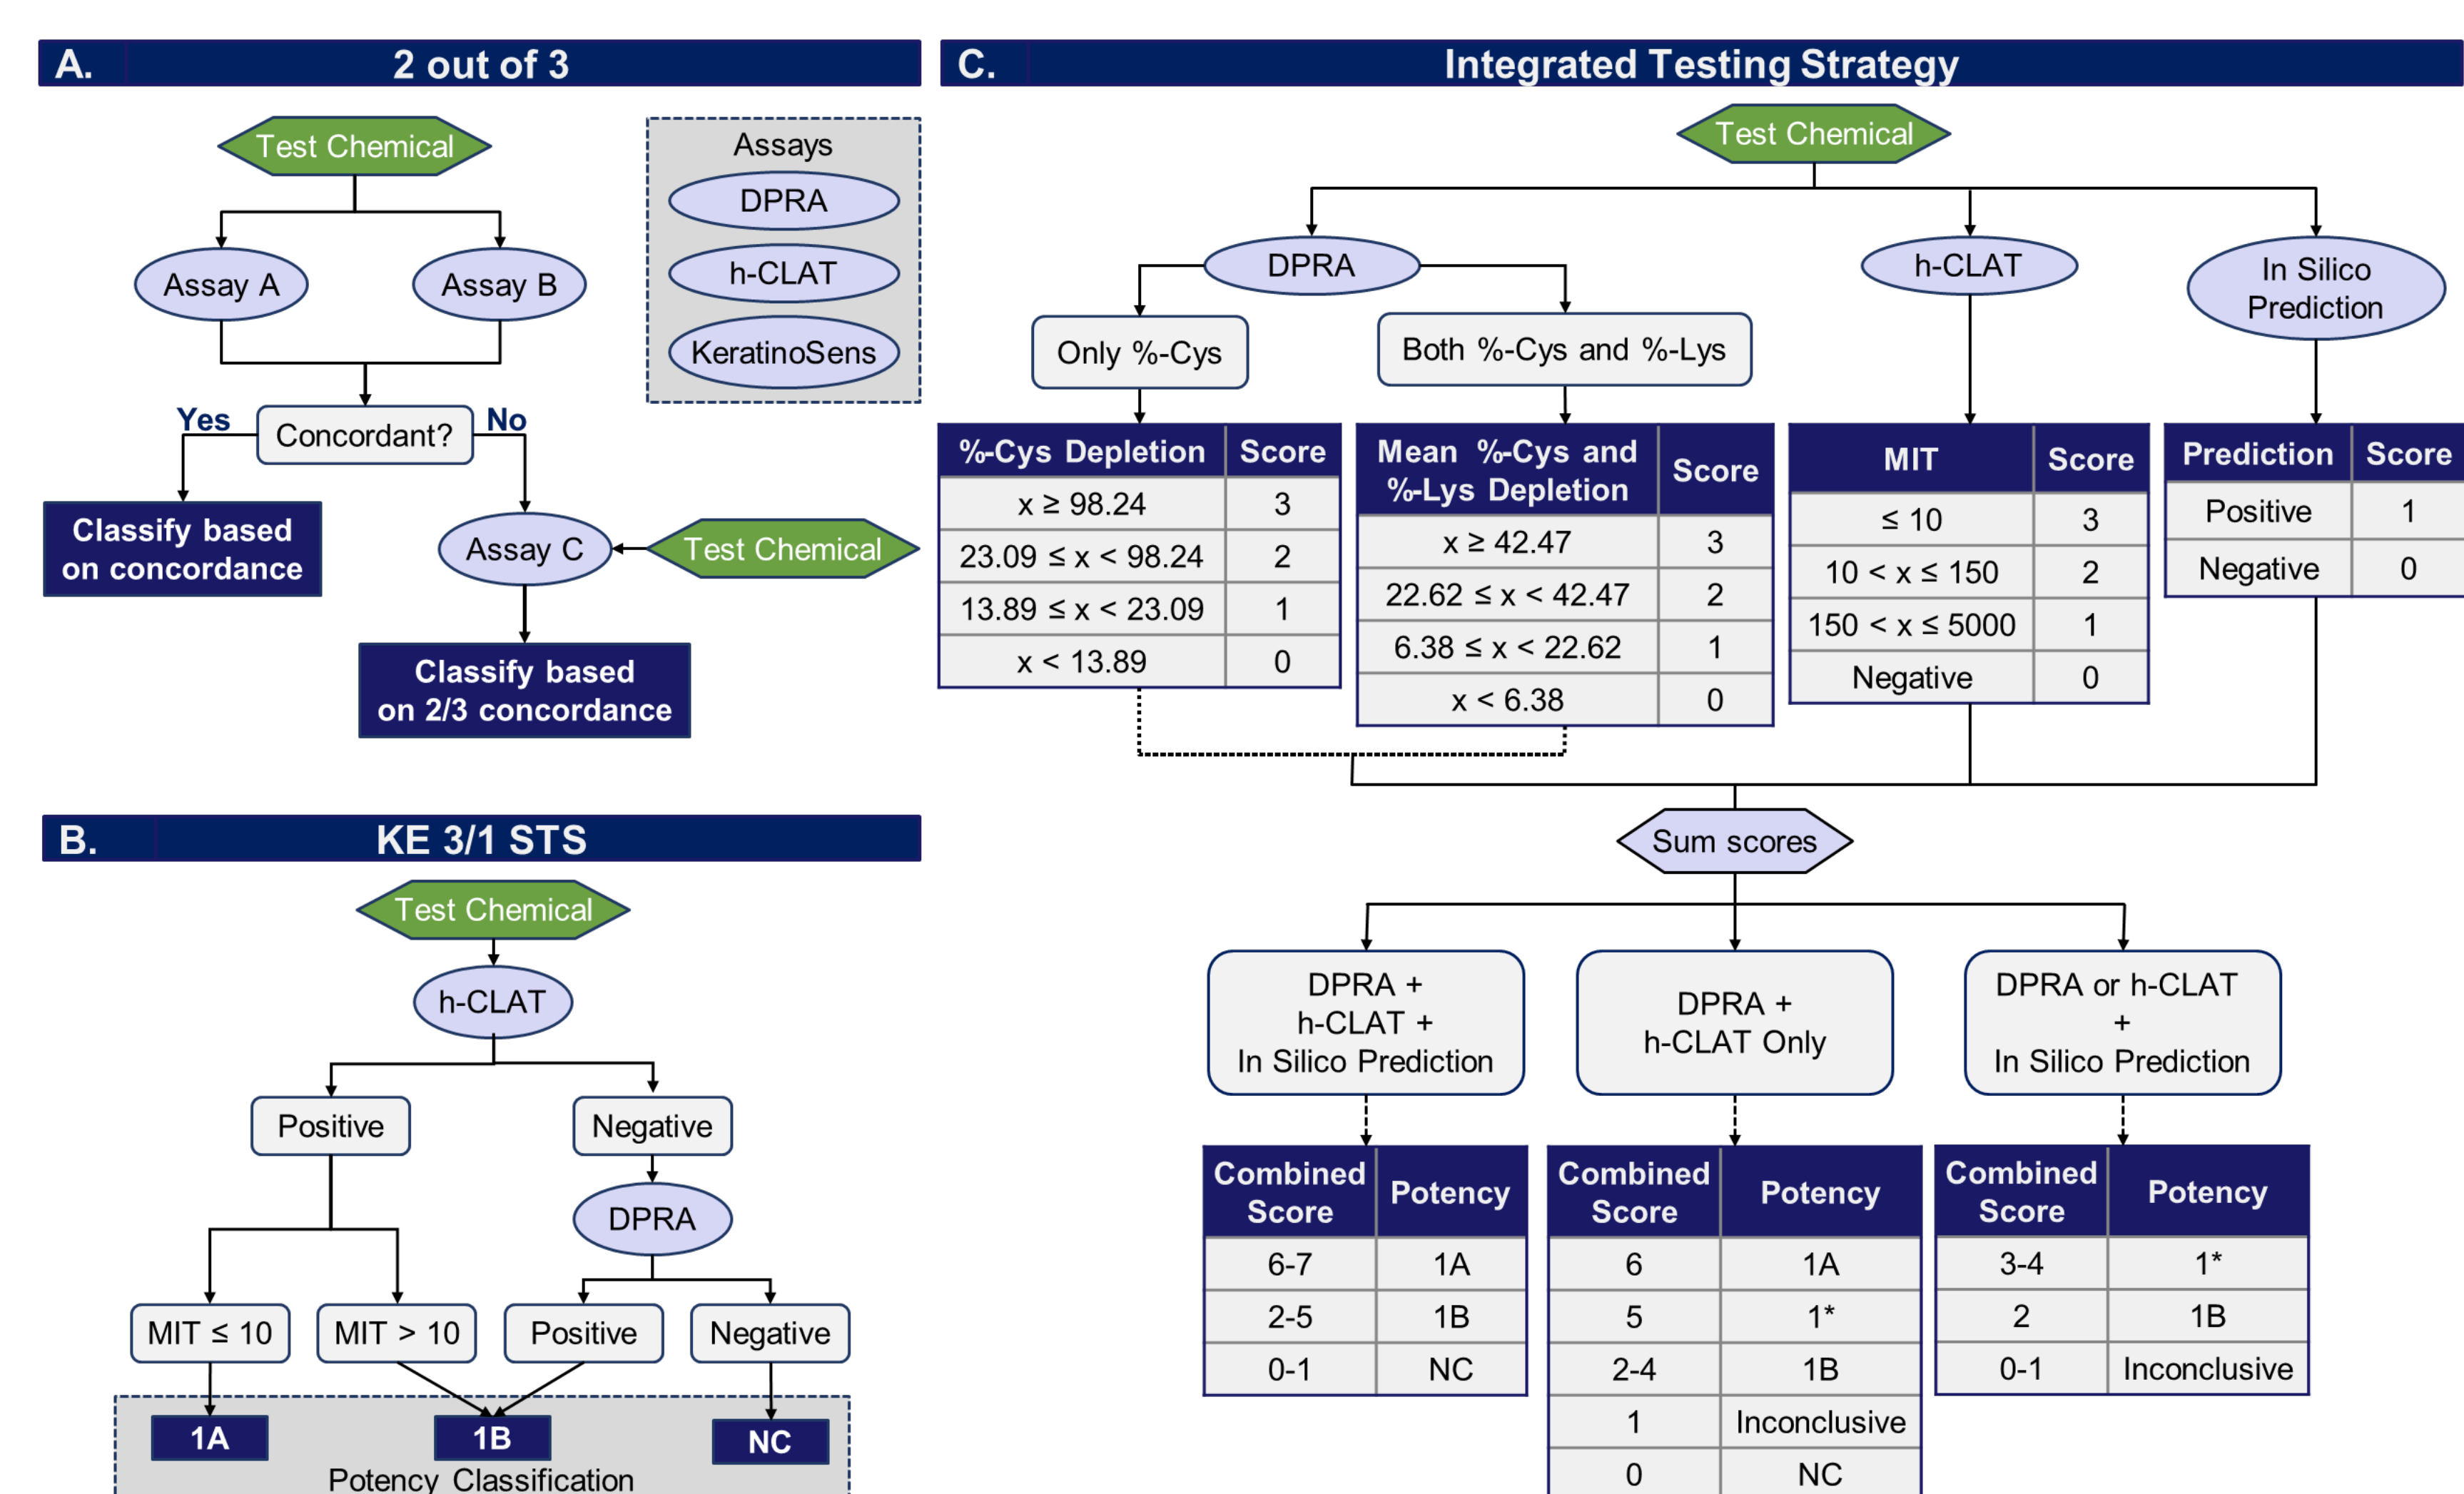 A. 2 out of 3
Test Chemical
Assays
DPRA
h-CLAT
KeratinoSens
Assay A
Assay B
Concordant?
Yes
No
Classify based
on concordance
Assay C
Test Chemical
Classify based
on 2/3 concordance
B. KE 3/1 STS
Test Chemical
h-CLAT
Positive
Negative
DPRA
MIT ≤ 10
MIT > 10
Positive
Negative
1A
1B
NC
Potency Classification
C. Integrated Testing Strategy
Test Chemical
DPRA
h-CLAT
In Silico
Prediction
Only %-Cys
Both %-Cys and %-Lys
%-Cys Depletion Score
x ≥ 98.24 3
23.09 ≤ x < 98.24 2
13.89 ≤ x < 23.09 1
x < 13.89 0
Mean %-Cys and
%-Lys Depletion
Score
x ≥ 42.47 3
22.62 ≤ x < 42.47 2
6.38 ≤ x < 22.62 1
x < 6.38 0
MIT Score
≤ 10 3
10 < x ≤ 150 2
150 < x ≤ 5000 1
Negative 0
Prediction Score
Positive 1
Negative 0
Sum scores
DPRA +
h-CLAT +
In Silico Prediction
DPRA +
h-CLAT Only
DPRA or h-CLAT
+
In Silico Prediction
Combined
Score
Potency
6-7 1A
2-5 1B
0-1 NC
Combined
Score
Potency
6 1A
5 1*
2-4 1B
1 Inconclusive
0 NC
Combined
Score
Potency
3-4 1*
2 1B
0-1 Inconclusive